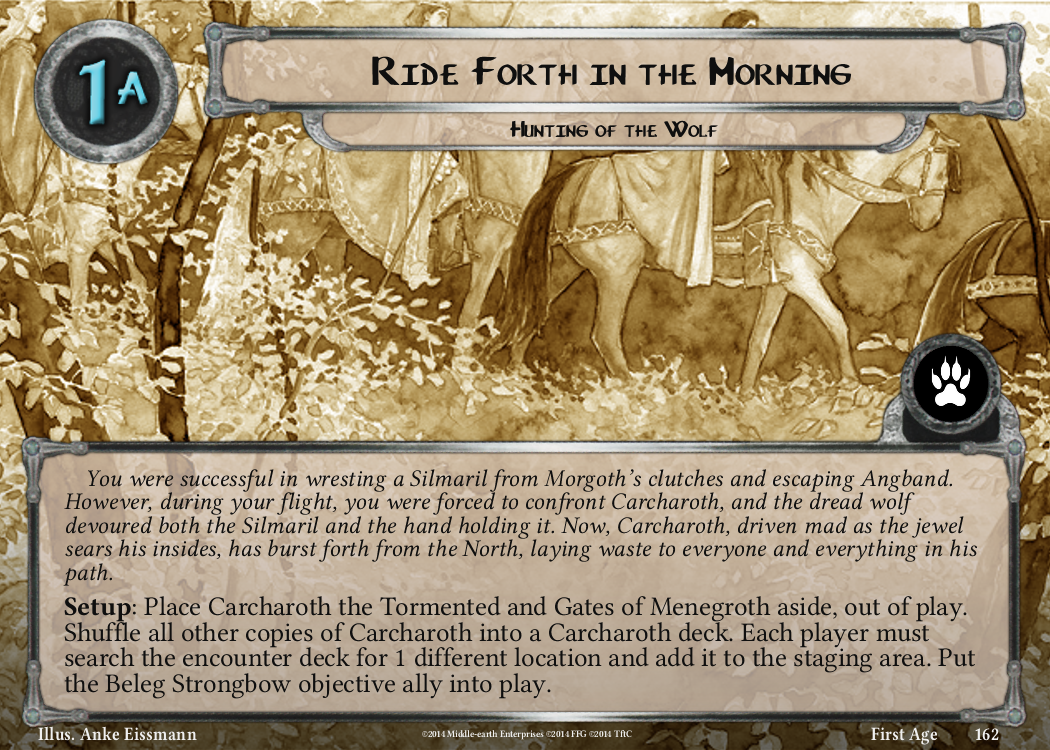 1A
Ride Forth in the Morning
Hunting of the Wolf
You were successful in wresting a Silmaril from Morgoth's clutches and escaping Angband.
However, during your flight, you were forced to confront Carcharoth, and the dread wolf
devoured both the Silmaril and the hand holding it. Now, Carcharoth, driven mad as the jewel
sears his insides, has burst forth from the North, laying waste to everyone and everything in his
path.
Setup: Place Carcharoth the Tormented and Gates of Menegroth aside, out of play.
Shuffle all other copies of Carcharoth into a Carcharoth deck. Each player must
search the encounter deck for 1 different location and add it to the staging area. Put
the Beleg Strongbow objective ally into play.
Illus. Anke Eissmann
©2014 Middle-earth Enterprises ©2014 FFG ©2014 TftC
First Age
162